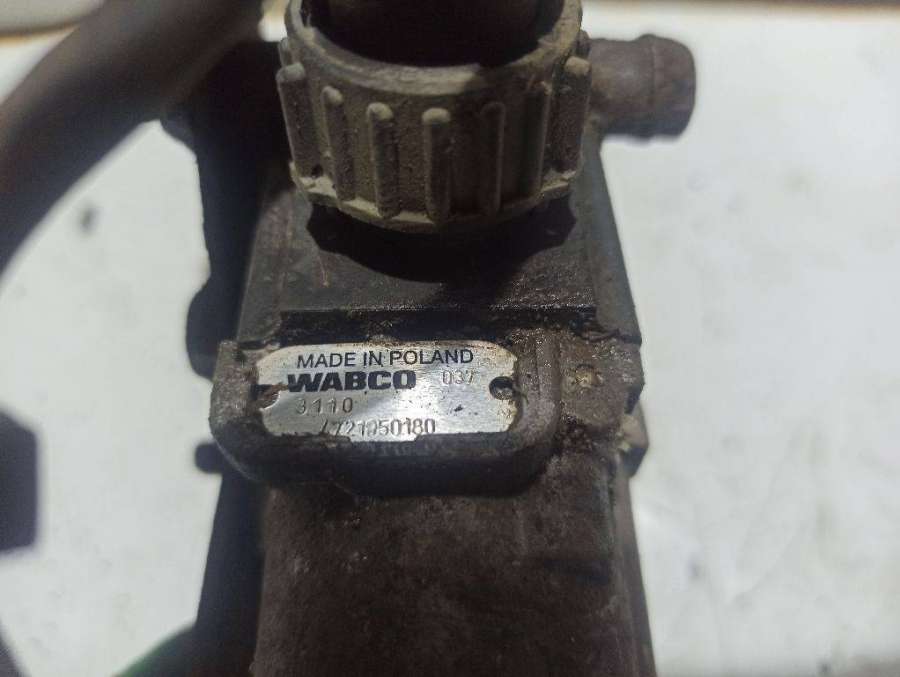 MADE IN POLAND
WABCO 037
3110
4721950180